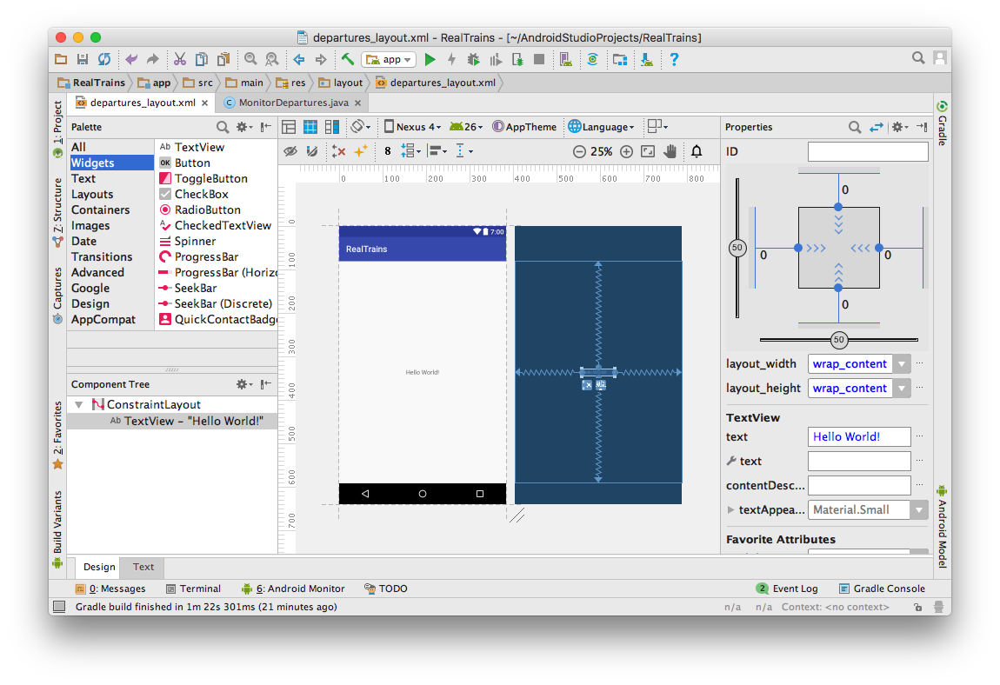 departures_layout.xml - RealTrains - [~/AndroidStudioProjects/RealTrains]
app
RealTrains app src main res layout departures_layout.xml
departures_layout.xml MonitorDepartures.java
1: Project
Z: Structure
Captures
2: Favorites
Build Variants
Palette
All
Widgets
Text
Layouts
Containers
Images
Date
Transitions
Advanced
Google
Design
AppCompat
Ab TextView
OK Button
ToggleButton
CheckBox
RadioButton
CheckedTextView
Spinner
ProgressBar
ProgressBar (Horizo
SeekBar
SeekBar (Discrete)
QuickContactBadge
Component Tree
ConstraintLayout
Ab TextView - "Hello World!"
Nexus 4 26 AppTheme Language
8 25%
0 100 200 300 400 500 600 700 800
0
100
200
300
400
500
600
700
7:00
RealTrains
Hello World!
Properties
ID
0
50
0
0
0
50
layout_width wrap_content
layout_height wrap_content
TextView
text Hello World!
text
contentDesc...
textAppea... Material.Small
Favorite Attributes
Gradle
Android Model
Design Text
0: Messages Terminal 6: Android Monitor TODO 2 Event Log Gradle Console
Gradle build finished in 1m 22s 301ms (21 minutes ago) n/a n/a Context: <no context>